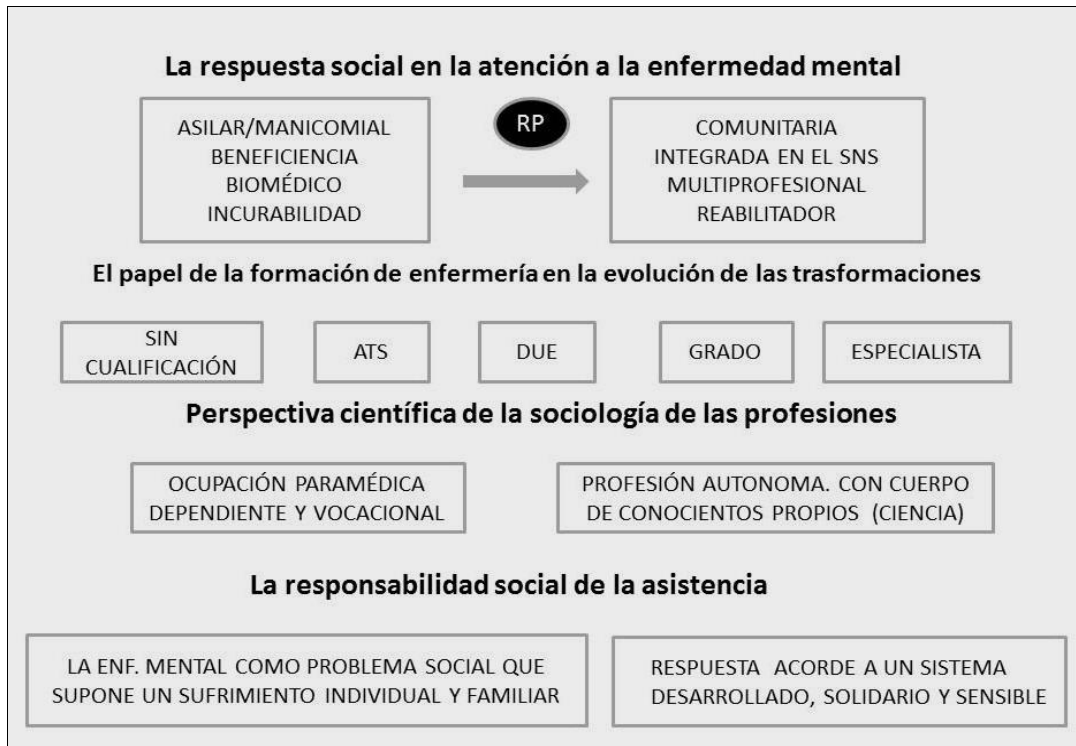 La respuesta social en la atención a la enfermedad mental
ASILAR/MANICOMIAL
BENEFICIENCIA
BIOMÉDICO
INCURABILIDAD
RP
COMUNITARIA
INTEGRADA EN EL SNS
MULTIPROFESIONAL
REABILITADOR
El papel de la formación de enfermería en la evolución de las trasformaciones
SIN
CUALIFICACIÓN
ATS
DUE
GRADO
ESPECIALISTA
Perspectiva científica de la sociología de las profesiones
OCUPACIÓN PARAMÉDICA
DEPENDIENTE Y VOCACIONAL
PROFESIÓN AUTONOMA. CON CUERPO
DE CONOCIENTOS PROPIOS (CIENCIA)
La responsabilidad social de la asistencia
LA ENF. MENTAL COMO PROBLEMA SOCIAL QUE
SUPONE UN SUFRIMIENTO INDIVIDUAL Y FAMILIAR
RESPUESTA ACORDE A UN SISTEMA
DESARROLLADO, SOLIDARIO Y SENSIBLE